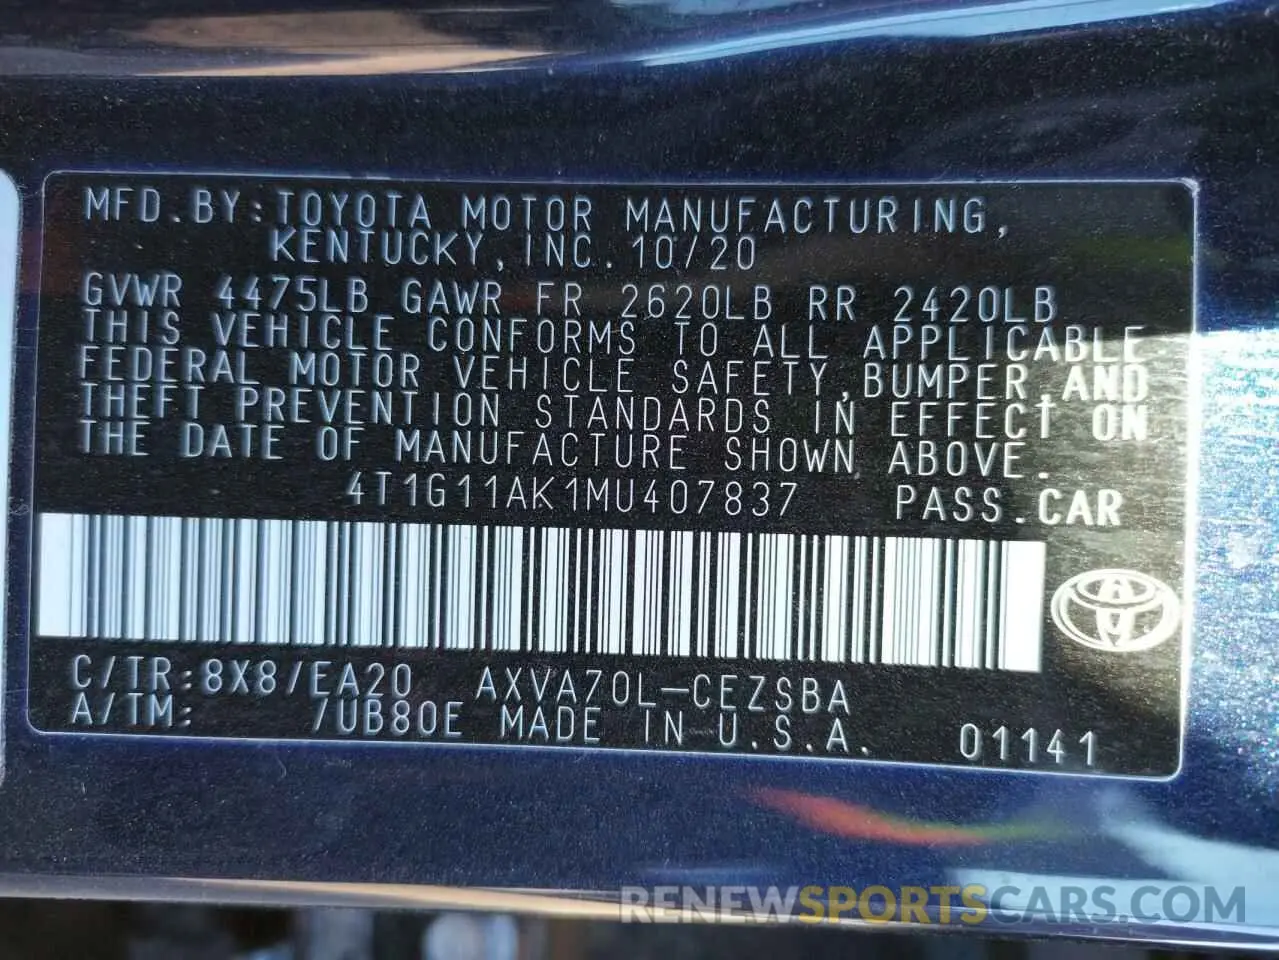 MFD.BY:TOYOTA MOTOR MANUFACTURING,
KENTUCKY,INC. 10/20
GVWR 4475LB GAWR FR 2620LB RR 2420LB
THIS VEHICLE CONFORMS TO ALL APPLICABLE
FEDERAL MOTOR VEHICLE SAFETY,BUMPER,AND
THEFT PREVENTION STANDARDS IN EFFECT ON
THE DATE OF MANUFACTURE SHOWN ABOVE.
4T1G11AK1MU407837 PASS.CAR
C/TR:8X8/EA20 AXVA70L-CEZSBA
A/TM: /UB80E MADE IN U.S.A. 01141
RENEWSPORTSCARS.COM